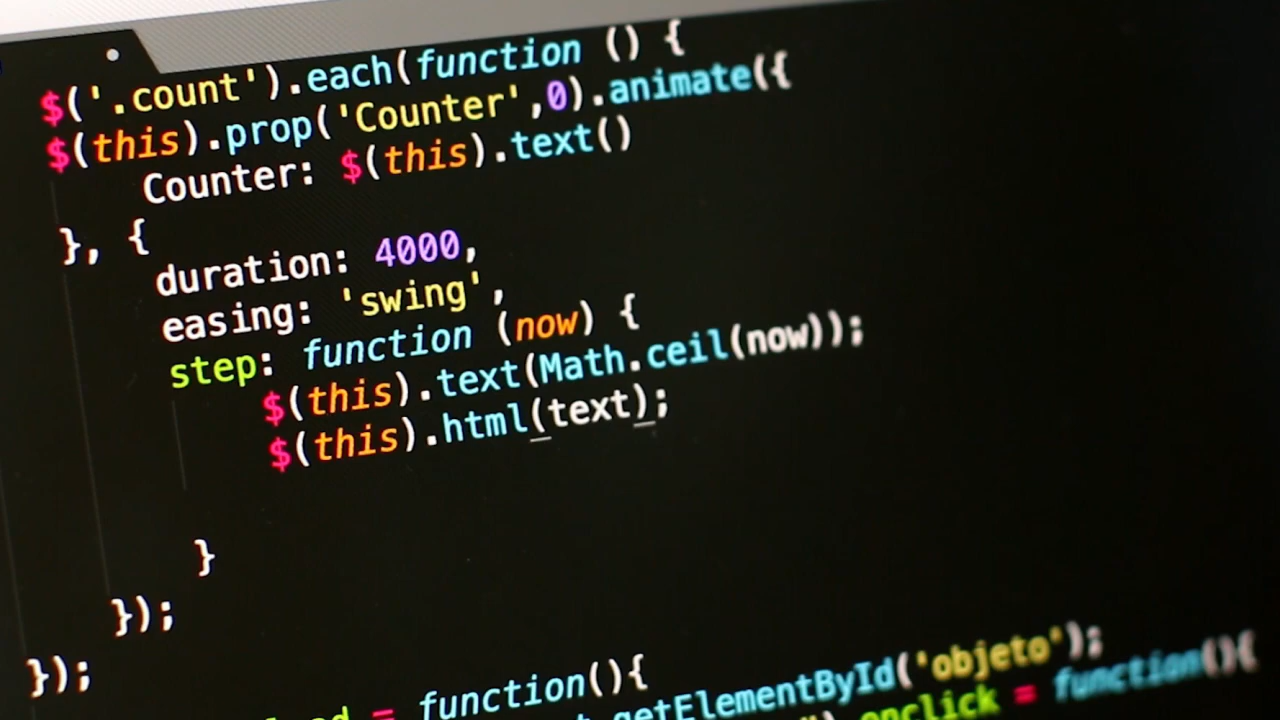 $('.count').each(function () {
$(this).prop('Counter',0).animate({
Counter: $(this).text()
}, {
duration: 4000,
easing: 'swing',
step: function (now) {
$(this).text(Math.ceil(now));
$(this).html(text);
}
});
});
= function(){
getElementById('objeto');
.onclick = function(){